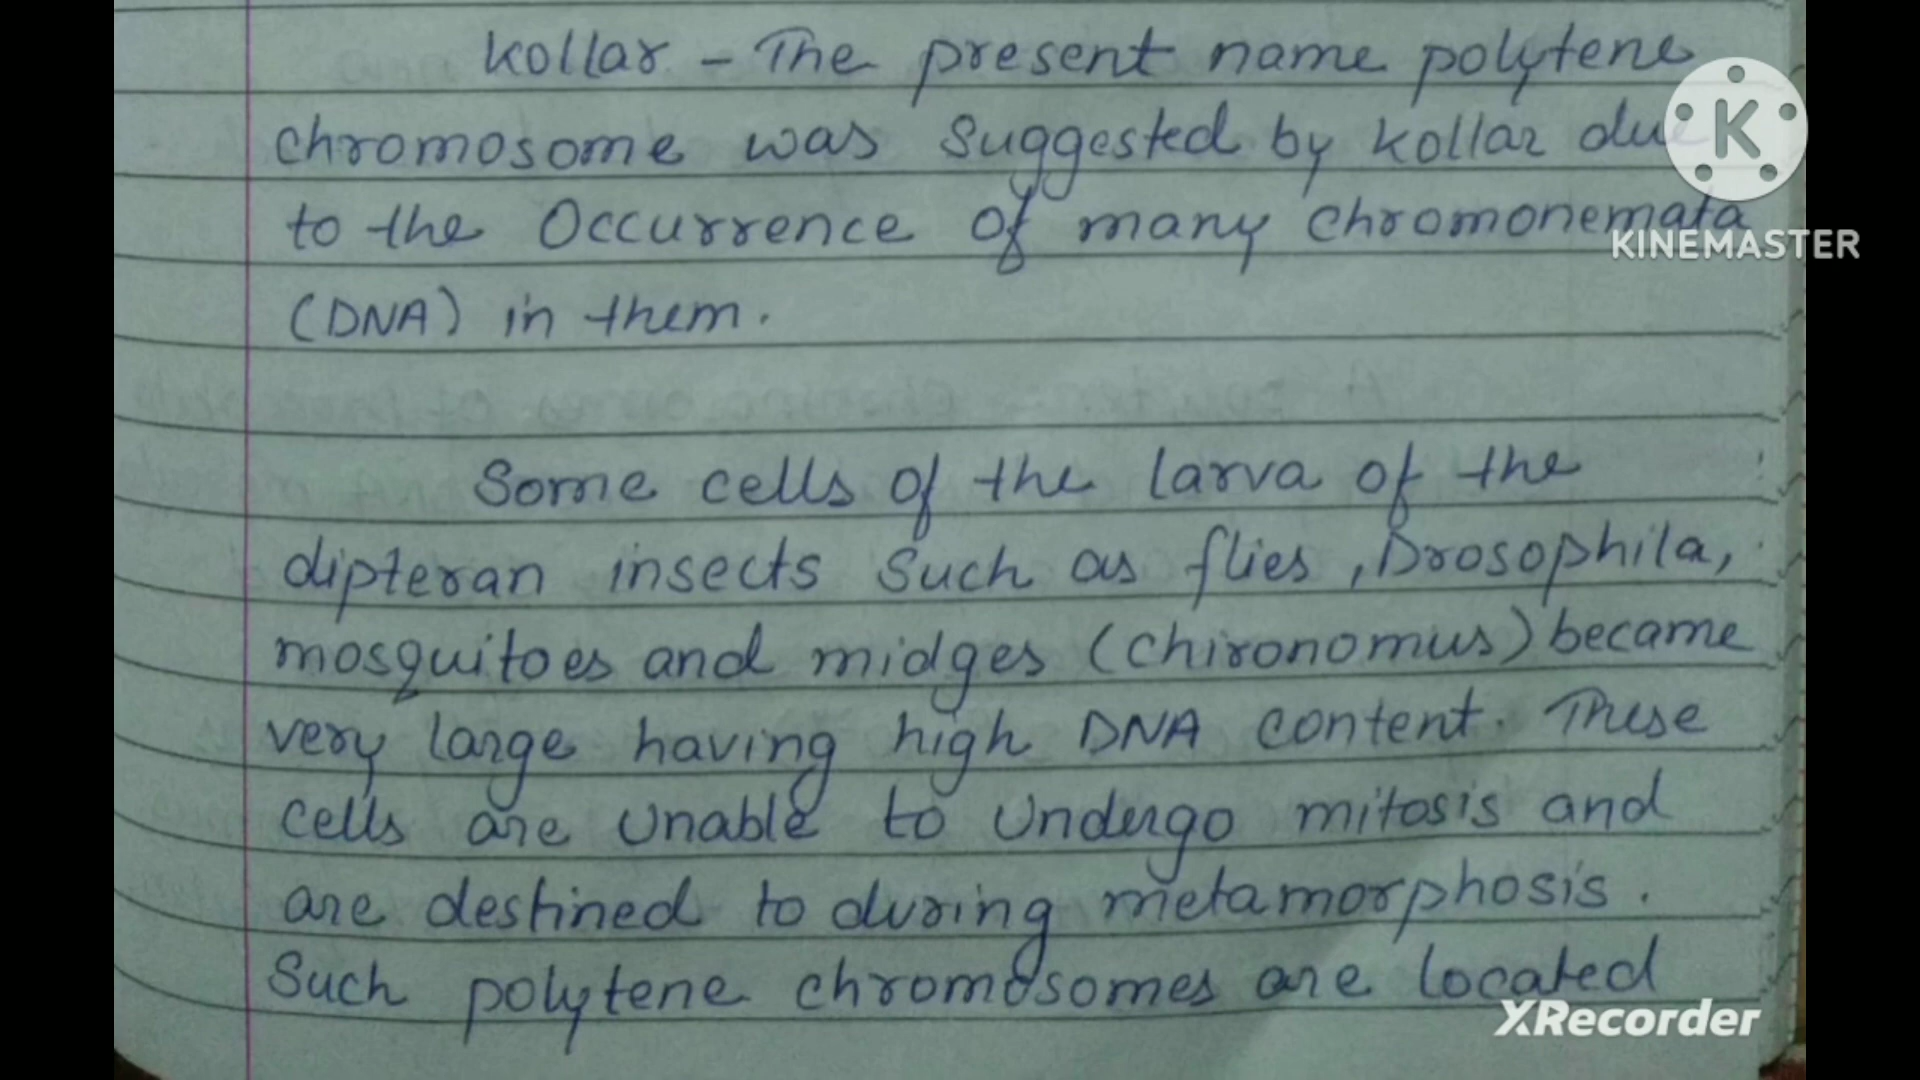 Kollar - The present name polytene
chromosome was suggested by Kollar due
to the Occurrence of many chromonemata
(DNA) in them.
Some cells of the larva of the
dipteran insects such as flies, Drosophila,
mosquitoes and midges (chironomus) became
very large having high DNA content. These
cells are unable to undergo mitosis and
are destined to during metamorphosis.
Such polytene chromosomes are located
K
KINEMASTER
XRecorder